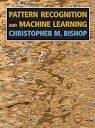 PATTERN RECOGNITION
AND MACHINE LEARNING
CHRISTOPHER M. BISHOP